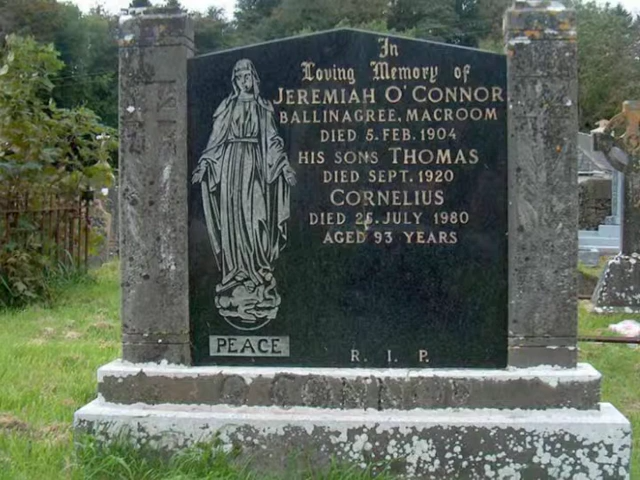 In
Loving Memory of
JEREMIAH O'CONNOR
BALLINAGREE, MACROOM
DIED 5. FEB. 1904
HIS SONS THOMAS
DIED SEPT. 1920
CORNELIUS
DIED 25. JULY 1980
AGED 93 YEARS
PEACE
R. I. P.
O'CONNOR